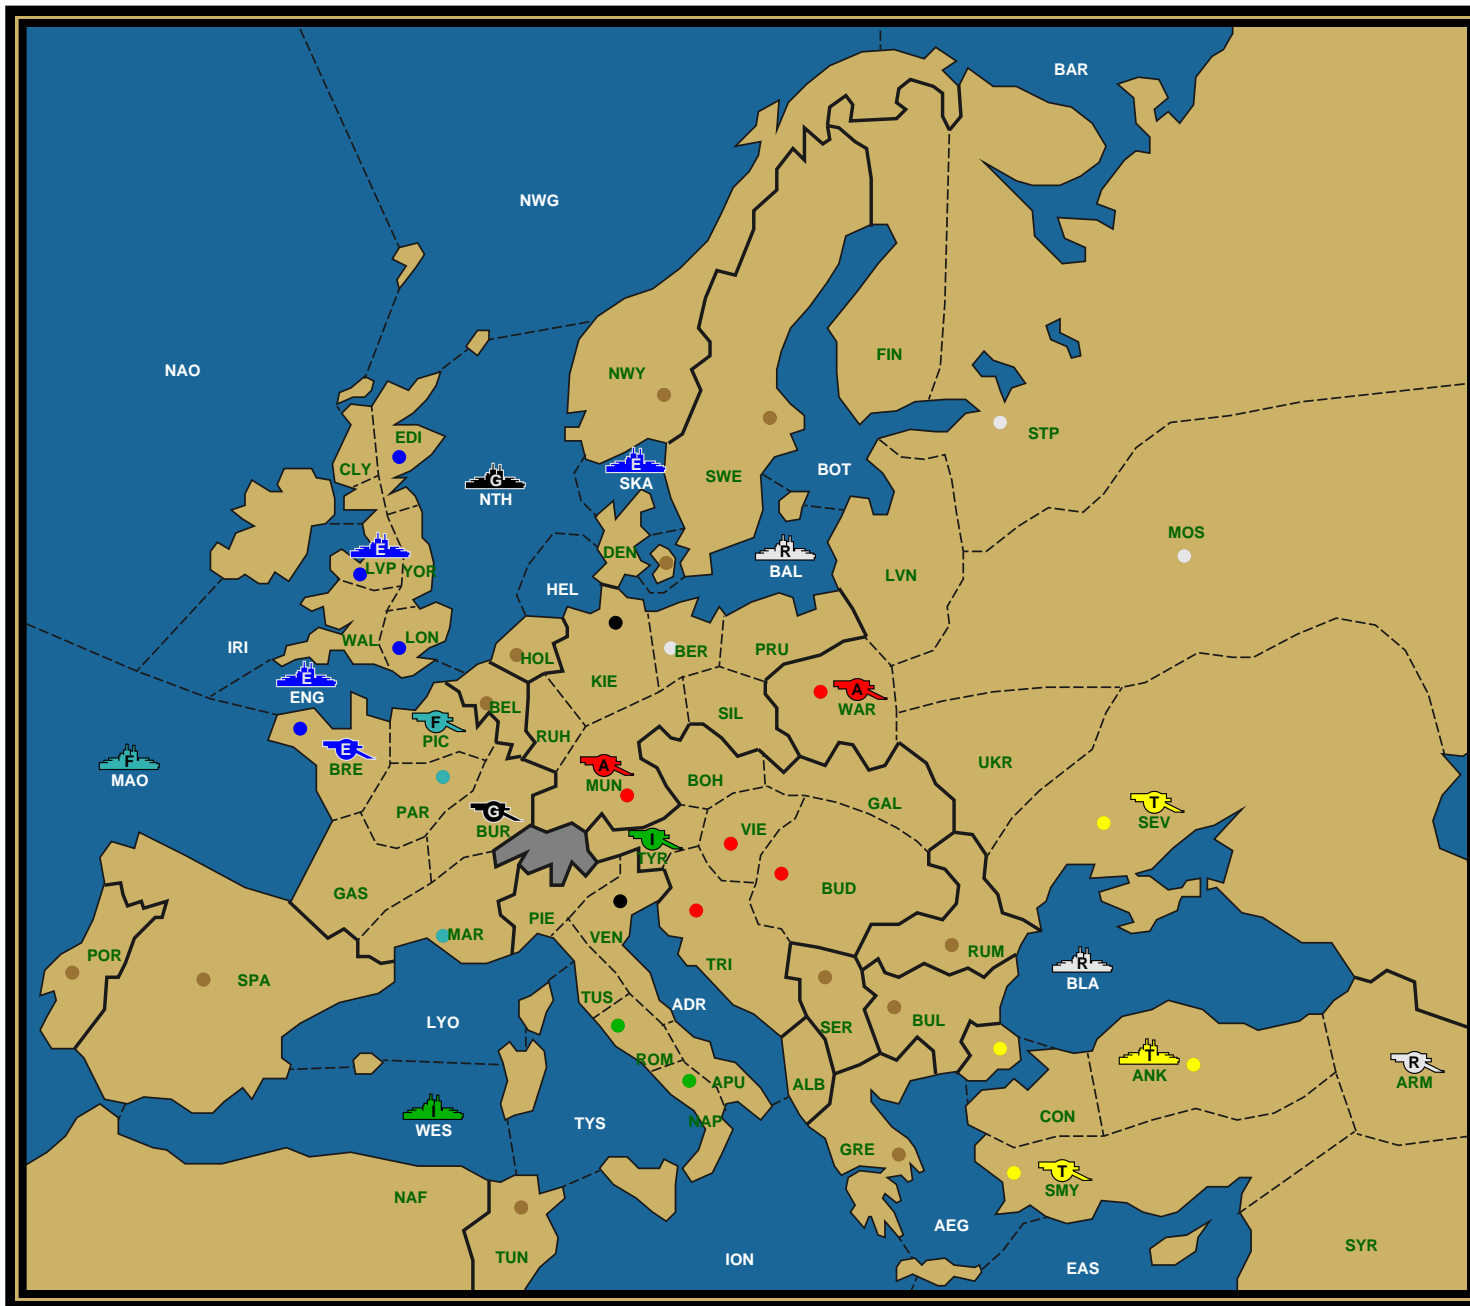 BAR
NWG
NAO
FIN
NWY
EDI
STP
CLY
E
SKA
BOT
SWE
G
NTH
MOS
E
LVP
YOR
DEN
R
BAL
LVN
HEL
IRI
WAL
LON
HOL
BER
PRU
KIE
E
ENG
BEL
SIL
A
WAR
F
PIC
RUH
E
BRE
F
MAO
A
MUN
BOH
UKR
GAL
T
SEV
PAR
G
BUR
VIE
I
TYR
BUD
GAS
PIE
VEN
MAR
POR
SPA
TRI
RUM
R
BLA
TUS
ADR
LYO
SER
BUL
ROM
APU
ALB
T
ANK
R
ARM
I
WES
TYS
NAP
CON
GRE
T
SMY
NAF
AEG
TUN
ION
EAS
SYR